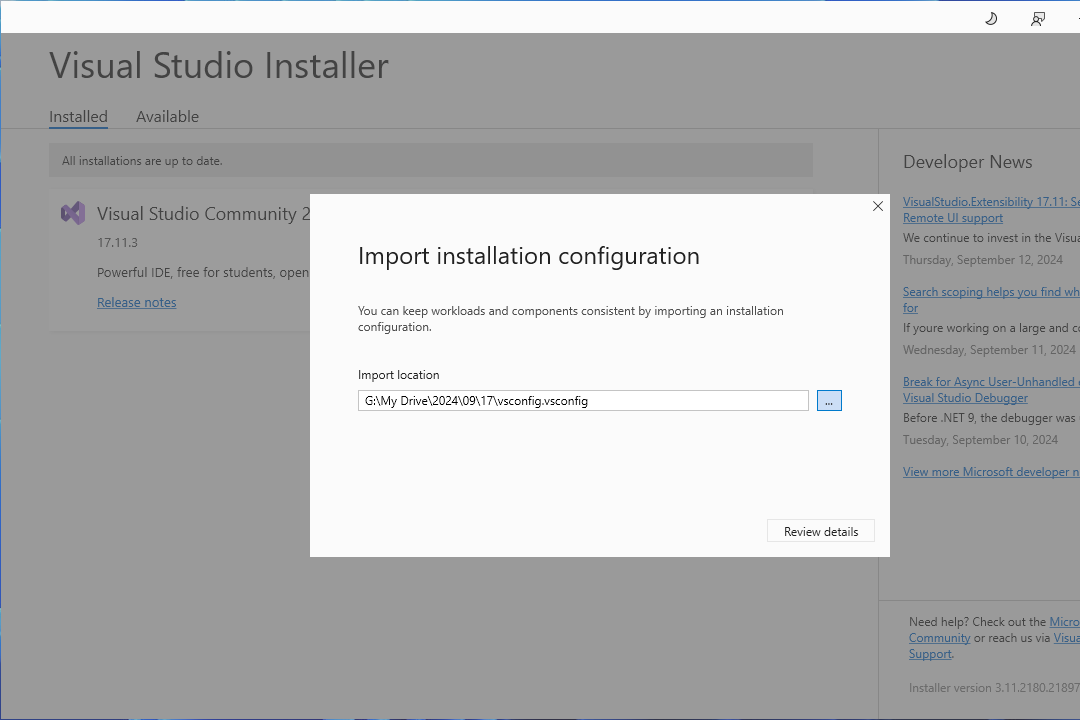 Visual Studio Installer
Installed
Available
All installations are up to date.
Visual Studio Community 2
17.11.3
Powerful IDE, free for students, open
Release notes
Import installation configuration
You can keep workloads and components consistent by importing an installation
configuration.
Import location
G:\My Drive\2024\09\17\vsconfig.vsconfig
...
Review details
Developer News
VisualStudio.Extensibility 17.11: Se
Remote UI support
We continue to invest in the Visua
Thursday, September 12, 2024
Search scoping helps you find wh
for
If youre working on a large and co
Wednesday, September 11, 2024
Break for Async User-Unhandled
Visual Studio Debugger
Before .NET 9, the debugger was
Tuesday, September 10, 2024
View more Microsoft developer n
Need help? Check out the Micro
Community or reach us via Visua
Support.
Installer version 3.11.2180.21897